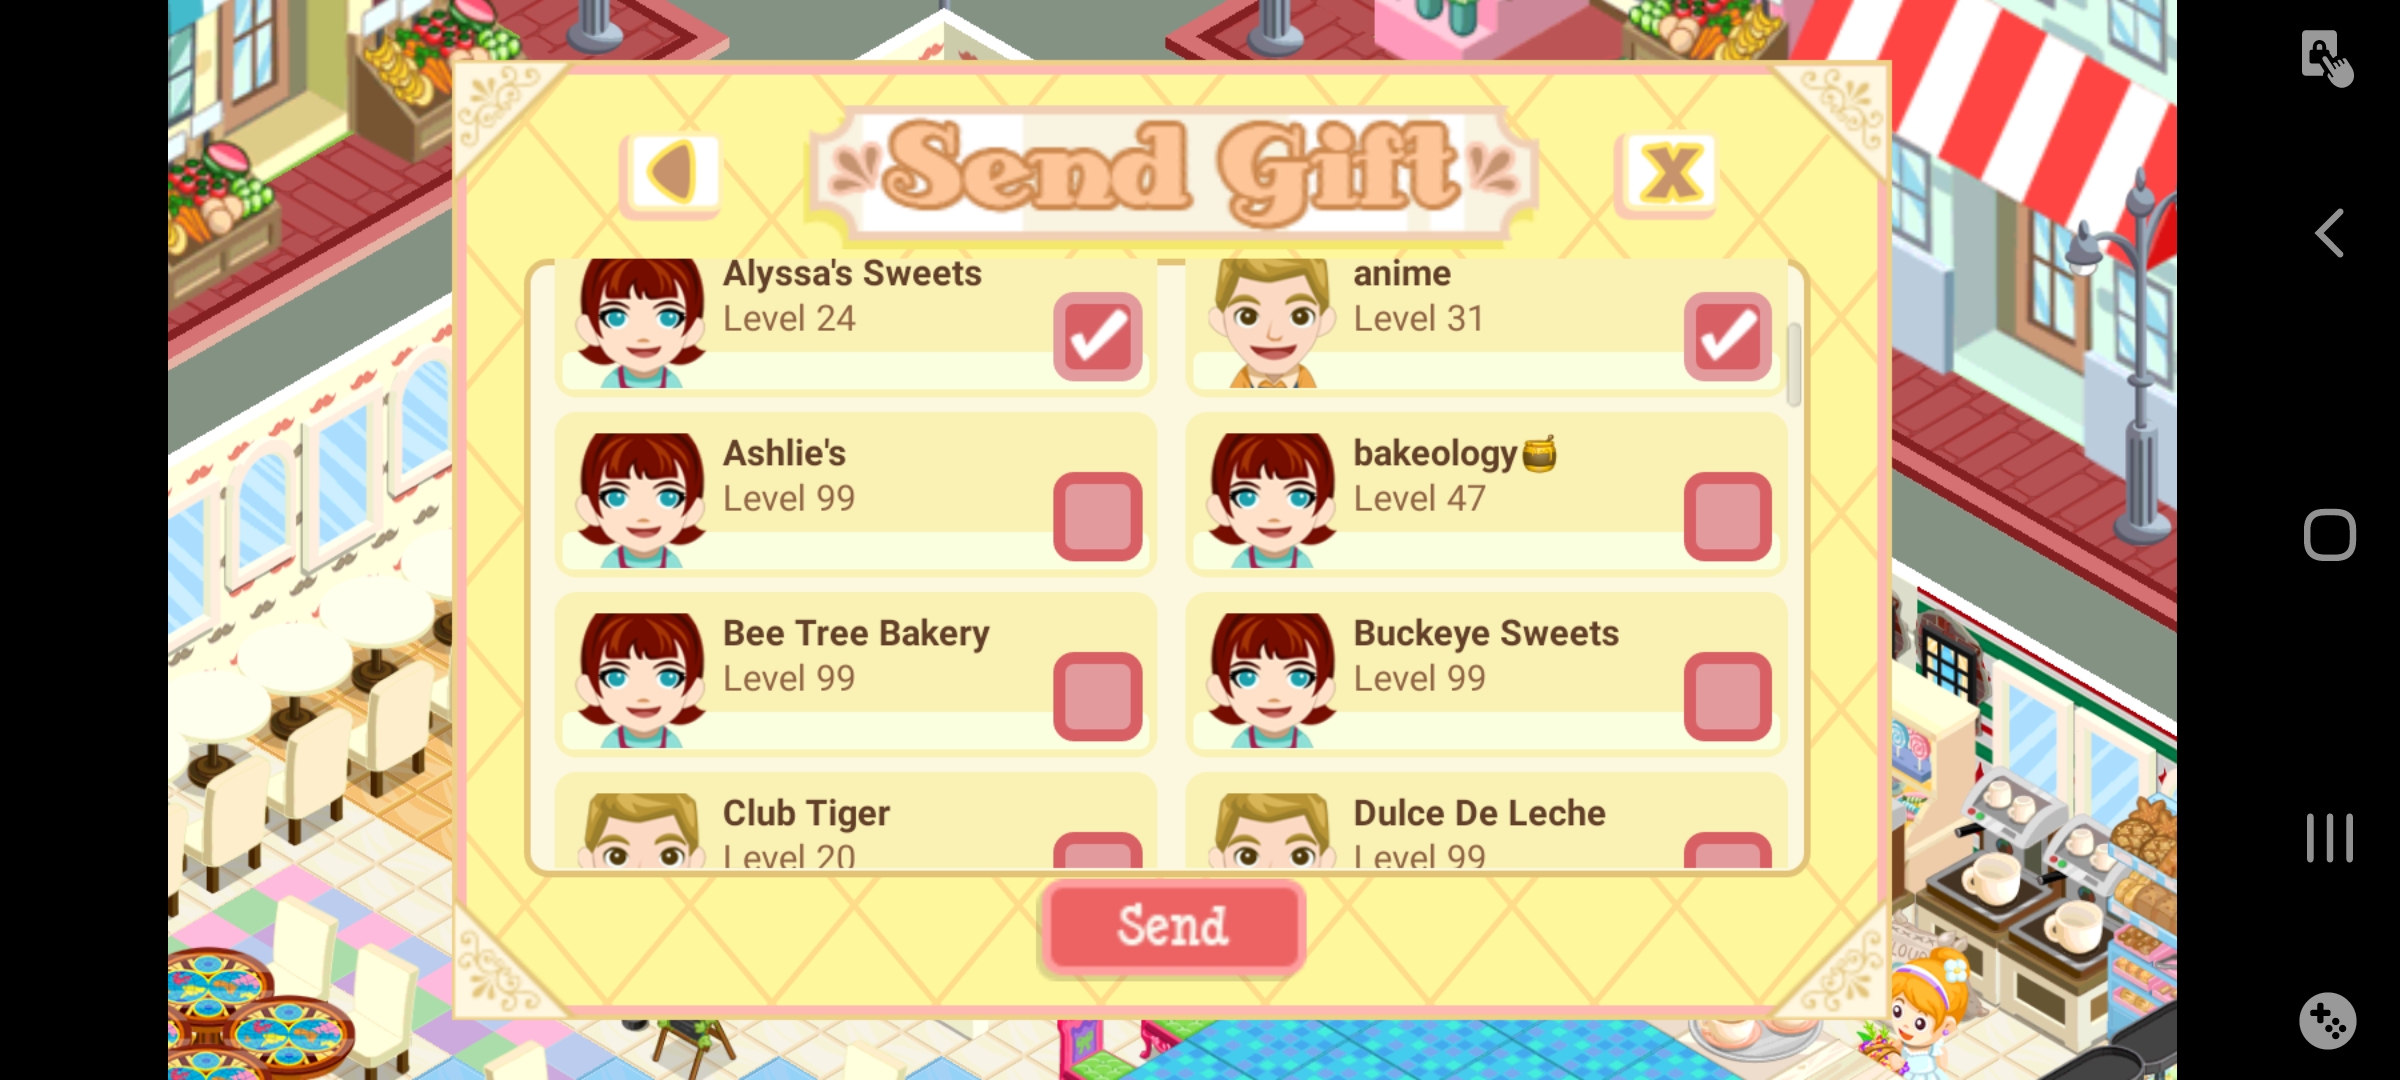 Send Gift
X
Alyssa's Sweets
Level 24
anime
Level 31
Ashlie's
Level 99
bakeology🍯
Level 47
Bee Tree Bakery
Level 99
Buckeye Sweets
Level 99
Club Tiger
Level 20
Dulce De Leche
Level 99
Send